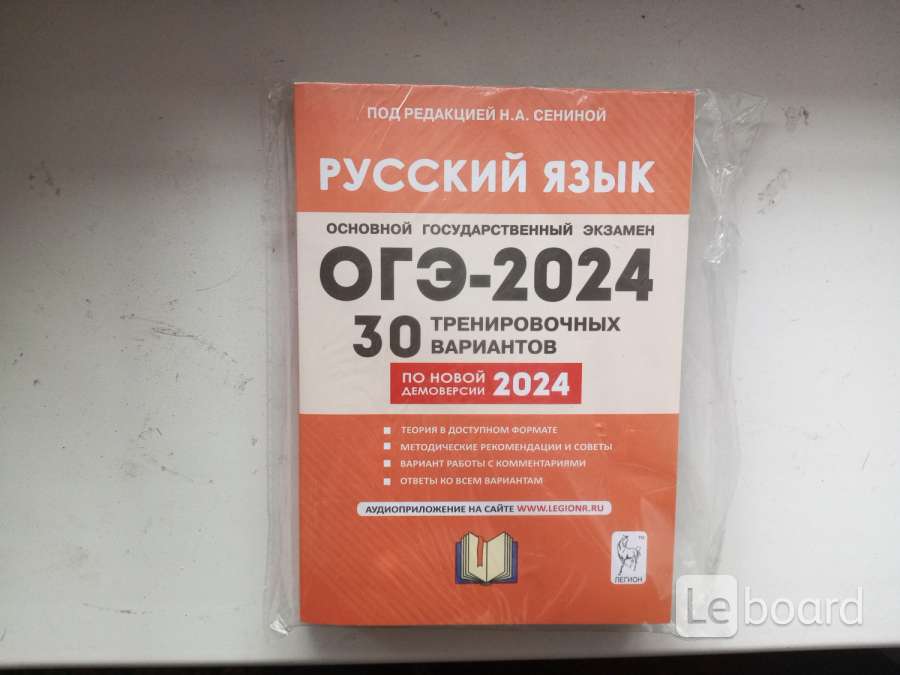 ПОД РЕДАКЦИЕЙ Н.А. СЕНИНОЙ
РУССКИЙ ЯЗЫК
ОСНОВНОЙ ГОСУДАРСТВЕННЫЙ ЭКЗАМЕН
ОГЭ-2024
30 ТРЕНИРОВОЧНЫХ
ВАРИАНТОВ
ПО НОВОЙ
ДЕМОВЕРСИИ 2024
ТЕОРИЯ В ДОСТУПНОМ ФОРМАТЕ
МЕТОДИЧЕСКИЕ РЕКОМЕНДАЦИИ И СОВЕТЫ
ВАРИАНТ РАБОТЫ С КОММЕНТАРИЯМИ
ОТВЕТЫ КО ВСЕМ ВАРИАНТАМ
АУДИОПРИЛОЖЕНИЕ НА САЙТЕ WWW.LEGIONR.RU
TM
ЛЕГИОН
Leboard